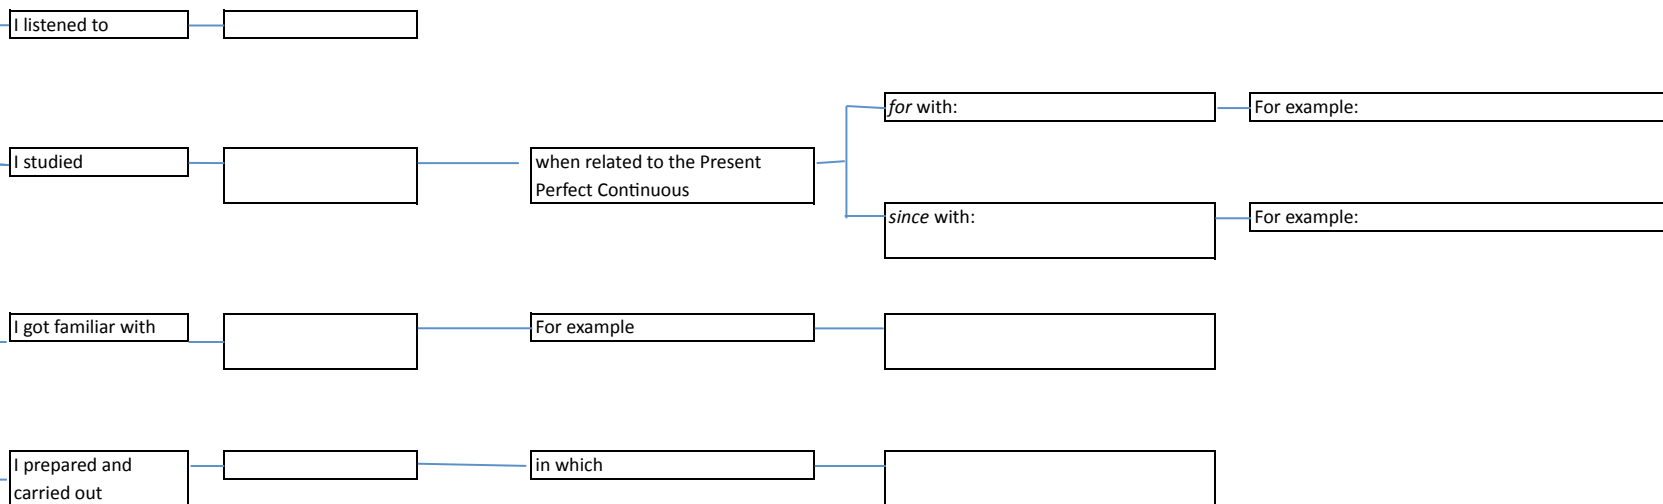 I listened to
for with:
For example:
I studied
when related to the Present
Perfect Continuous
since with:
For example:
I got familiar with
For example
I prepared and
carried out
in which